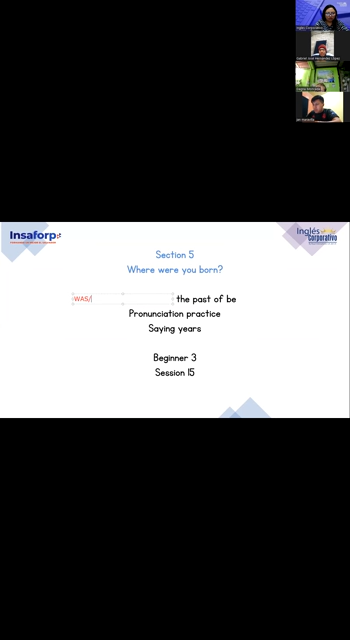 Insaforp
Inglés
corporativo
Section 5
Where were you born?
WAS/ the past of be
Pronunciation practice
Saying years
Beginner 3
Session 15